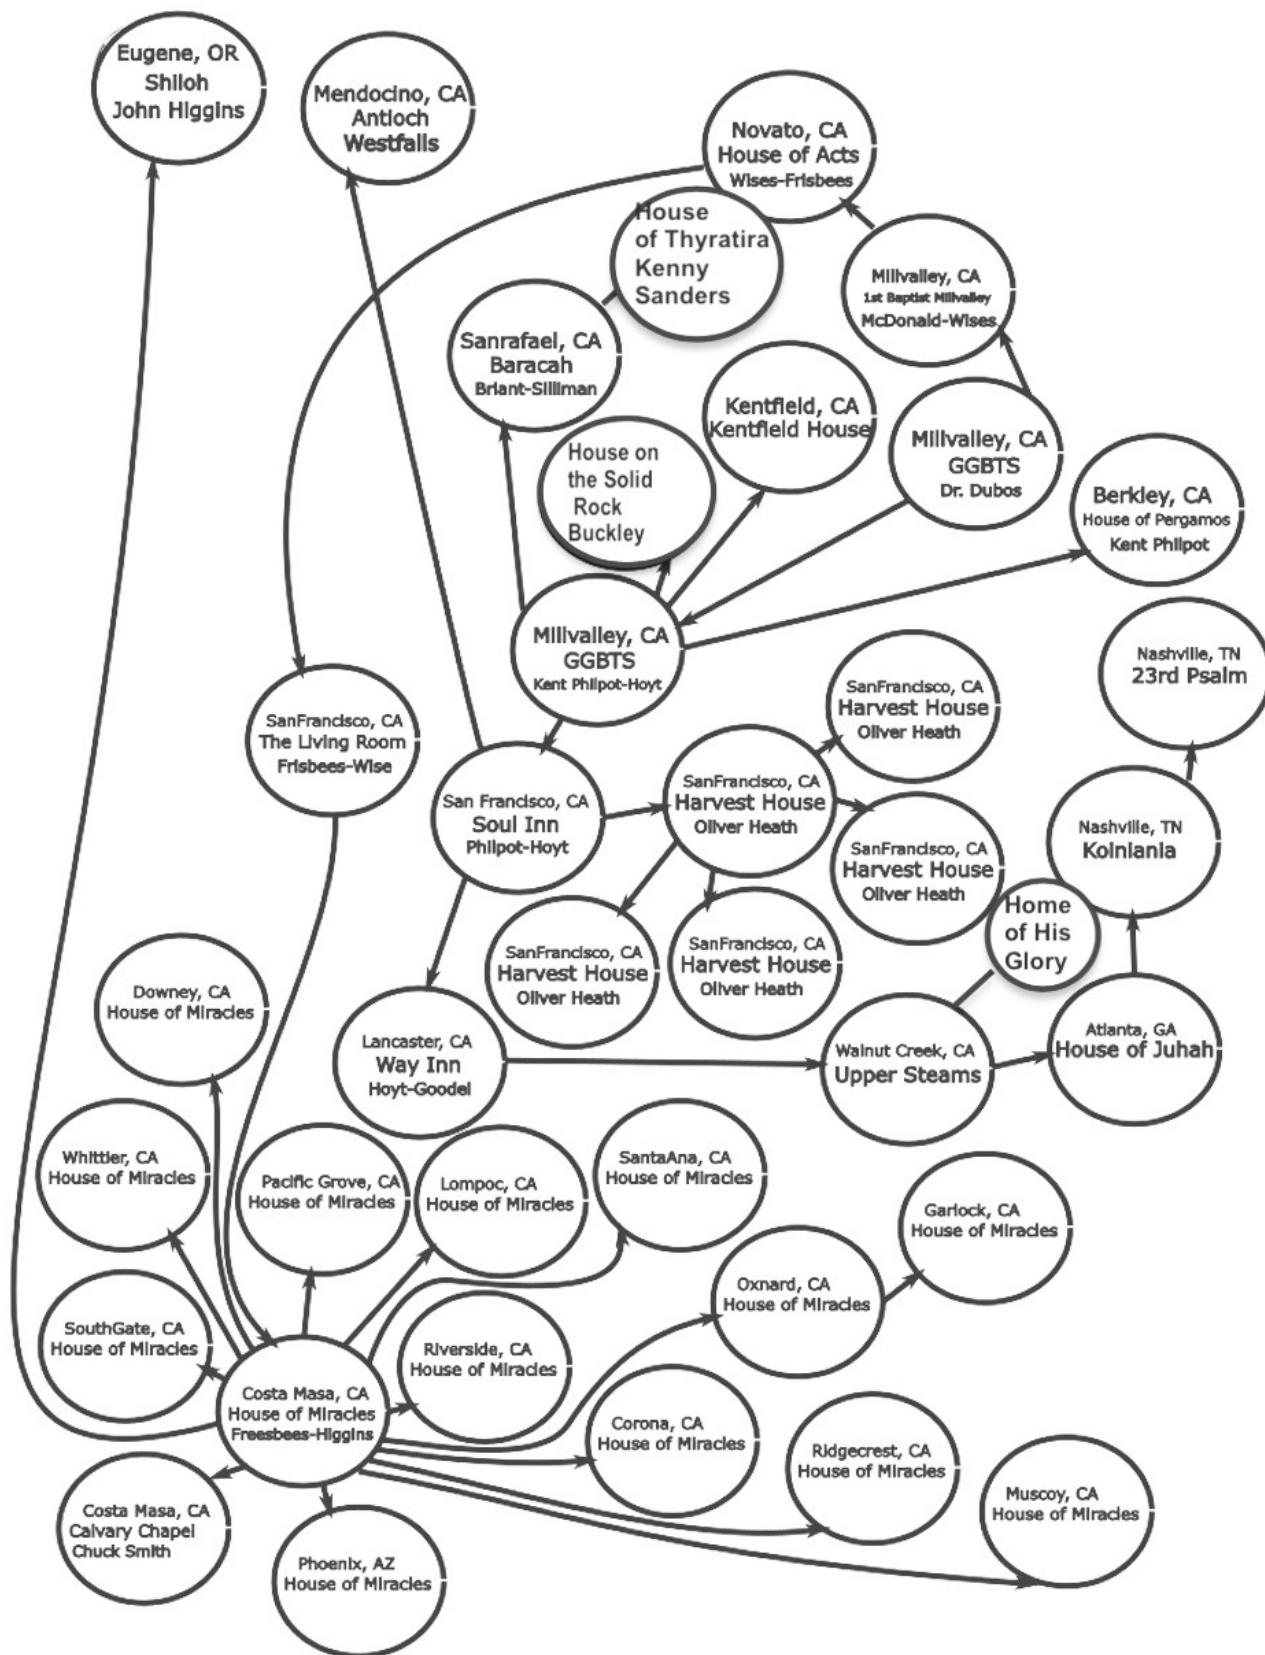 Eugene, OR
Shiloh
John Higgins
Mendocino, CA
Antioch
Westfalls
Novato, CA
House of Acts
Wises-Frisbees
House
of Thyratira
Kenny
Sanders
Millvalley, CA
1st Baptist Millvalley
McDonald-Wises
Sanrafael, CA
Baracah
Briant-Silliman
Kentfield, CA
Kentfield House
Millvalley, CA
GGBTS
Dr. Dubos
House on
the Solid
Rock
Buckley
Berkley, CA
House of Pergamos
Kent Philpot
Millvalley, CA
GGBTS
Kent Philpot-Hoyt
Nashville, TN
23rd Psalm
SanFrancisco, CA
The Living Room
Frisbees-Wise
SanFrancisco, CA
Harvest House
Oliver Heath
San Francisco, CA
Soul Inn
Philpot-Hoyt
SanFrancisco, CA
Harvest House
Oliver Heath
SanFrancisco, CA
Harvest House
Oliver Heath
Nashville, TN
Koiniania
Home
of His
Glory
SanFrancisco, CA
Harvest House
Oliver Heath
SanFrancisco, CA
Harvest House
Oliver Heath
Downey, CA
House of Miracles
Lancaster, CA
Way Inn
Hoyt-Goodel
Walnut Creek, CA
Upper Steams
Atlanta, GA
House of Juhah
Whittier, CA
House of Miracles
Pacific Grove, CA
House of Miracles
Lompoc, CA
House of Miracles
SantaAna, CA
House of Miracles
Garlock, CA
House of Miracles
Oxnard, CA
House of Miracles
SouthGate, CA
House of Miracles
Riverside, CA
House of Miracles
Costa Masa, CA
House of Miracles
Freesbees-Higgins
Corona, CA
House of Miracles
Ridgecrest, CA
House of Miracles
Muscoy, CA
House of Miracles
Costa Masa, CA
Calvary Chapel
Chuck Smith
Phoenix, AZ
House of Miracles